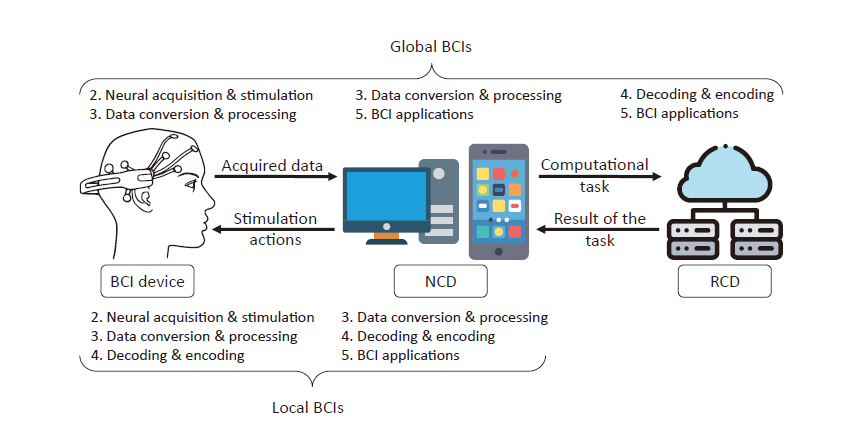 Global BCIs
2. Neural acquisition & stimulation
3. Data conversion & processing
3. Data conversion & processing
5. BCI applications
4. Decoding & encoding
5. BCI applications
Acquired data
Stimulation
actions
Computational
task
Result of the
task
BCI device
NCD
RCD
2. Neural acquisition & stimulation
3. Data conversion & processing
4. Decoding & encoding
3. Data conversion & processing
4. Decoding & encoding
5. BCI applications
Local BCIs